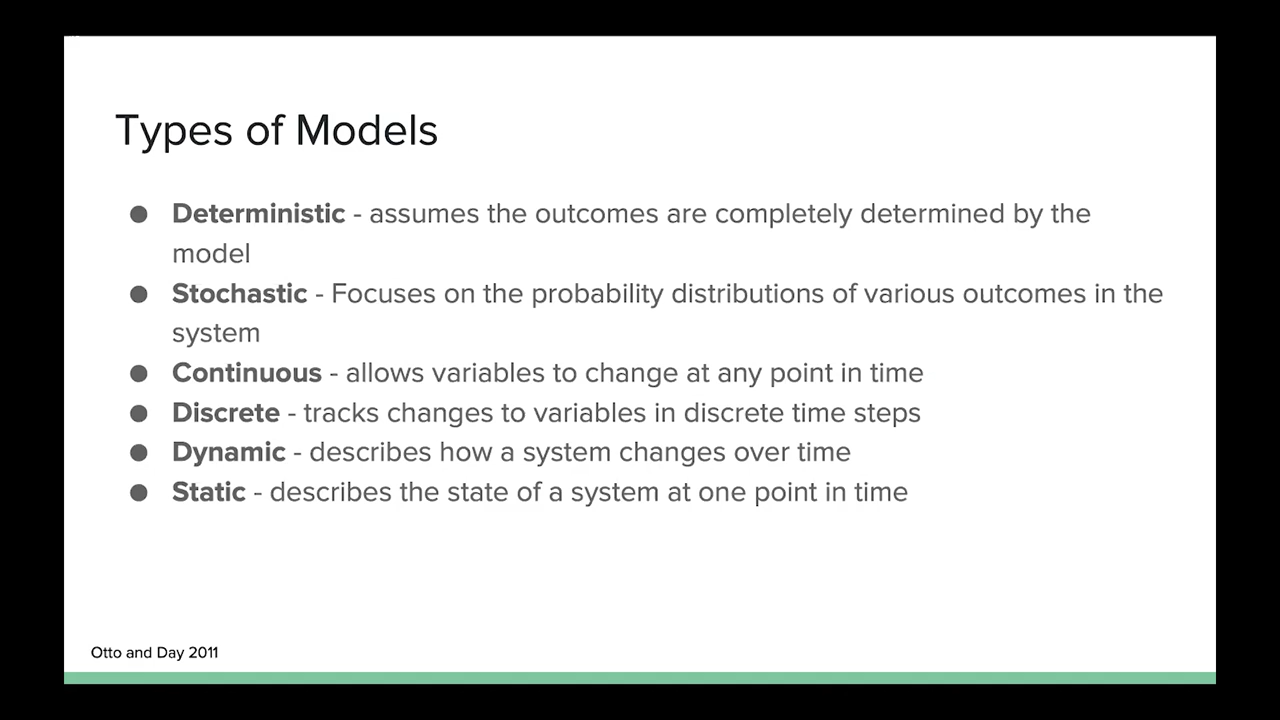 Types of Models
● Deterministic - assumes the outcomes are completely determined by the
model
● Stochastic - Focuses on the probability distributions of various outcomes in the
system
● Continuous - allows variables to change at any point in time
● Discrete - tracks changes to variables in discrete time steps
● Dynamic - describes how a system changes over time
● Static - describes the state of a system at one point in time
Otto and Day 2011